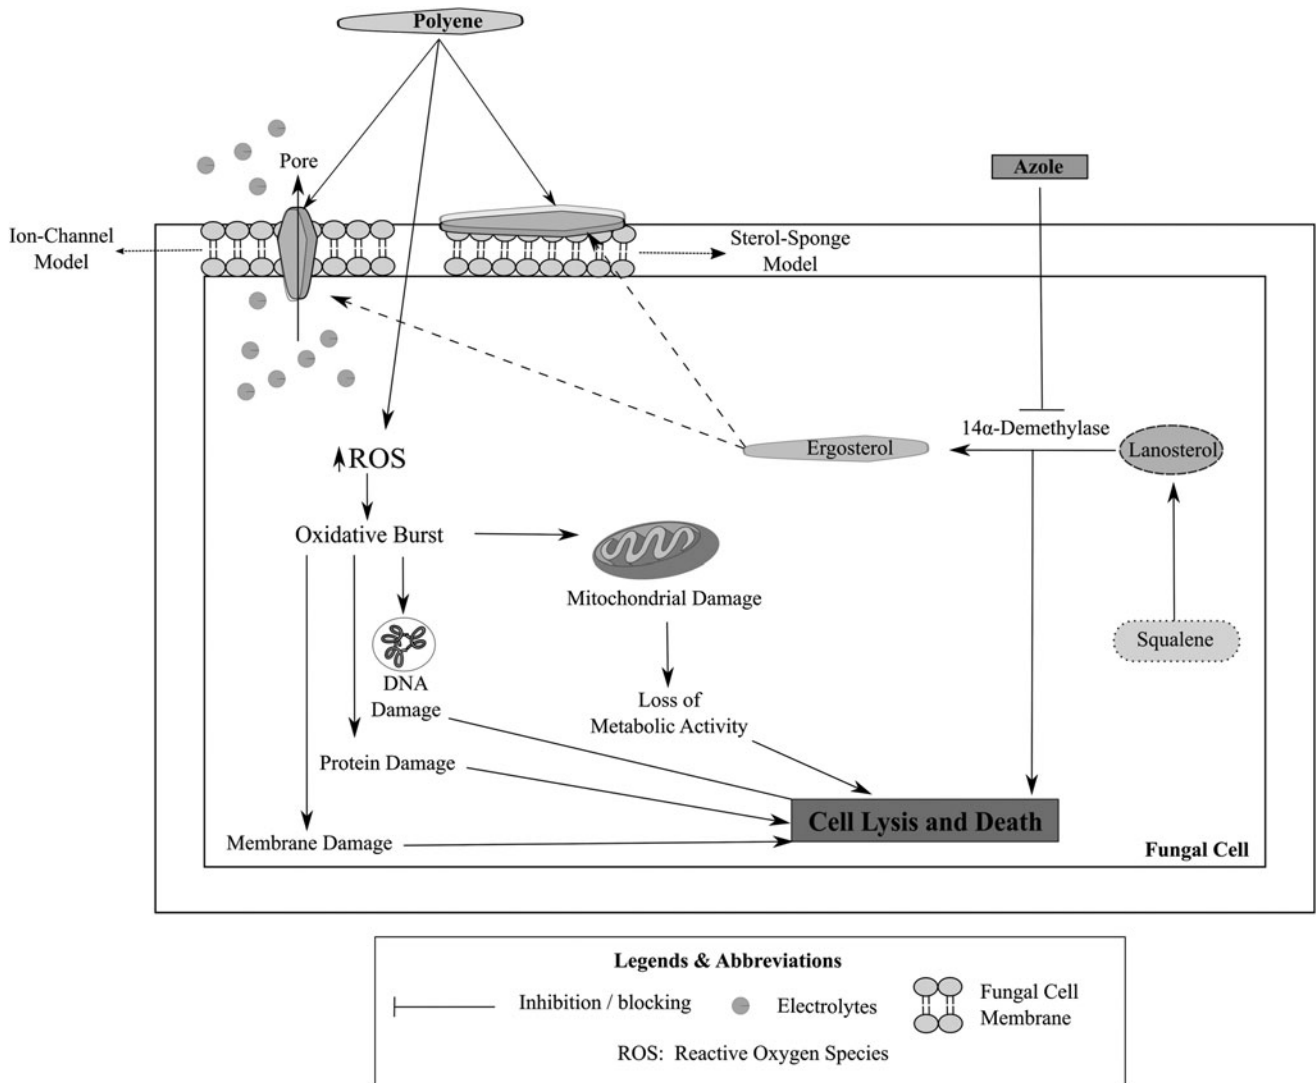 Polyene
Pore
Azole
Ion-Channel
Model
Sterol-Sponge
Model
14α-Demethylase
Ergosterol
Lanosterol
ROS
Oxidative Burst
Mitochondrial Damage
Squalene
DNA
Damage
Loss of
Metabolic Activity
Protein Damage
Cell Lysis and Death
Membrane Damage
Fungal Cell
Legends & Abbreviations
Inhibition / blocking
Electrolytes
Fungal Cell
Membrane
ROS: Reactive Oxygen Species